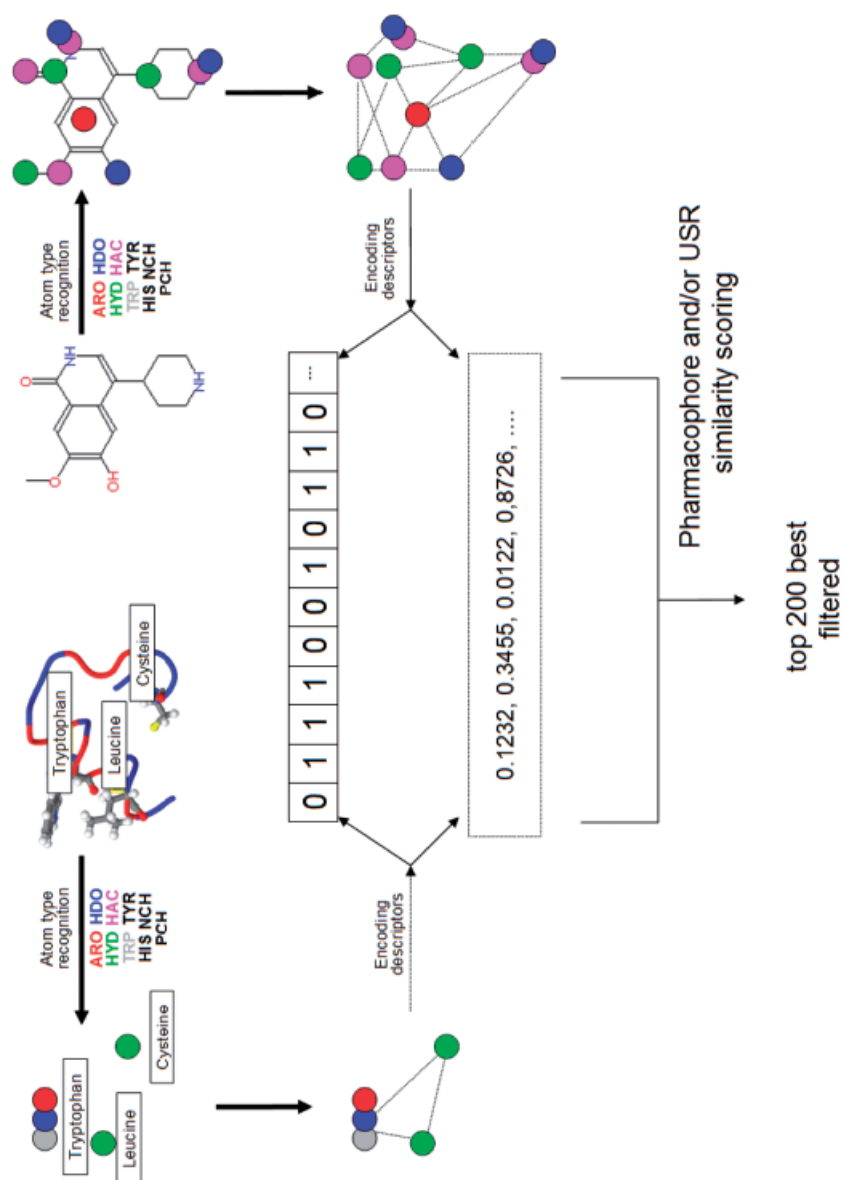 Tryptophan
Leucine
Cysteine
Atom type
recognition
ARO HDO
HYD HAC
TRP TYR
HIS NCH
PCH
Tryptophan
Leucine
Cysteine
O
NH
O
OH
NH
Atom type
recognition
ARO HDO
HYD HAC
TRP TYR
HIS NCH
PCH
Encoding
descriptors
0 1 1 1 0 0 1 0 1 1 0 ...
Encoding
descriptors
0.1232, 0.3455, 0.0122, 0,8726, ....
Pharmacophore and/or USR
similarity scoring
top 200 best
filtered